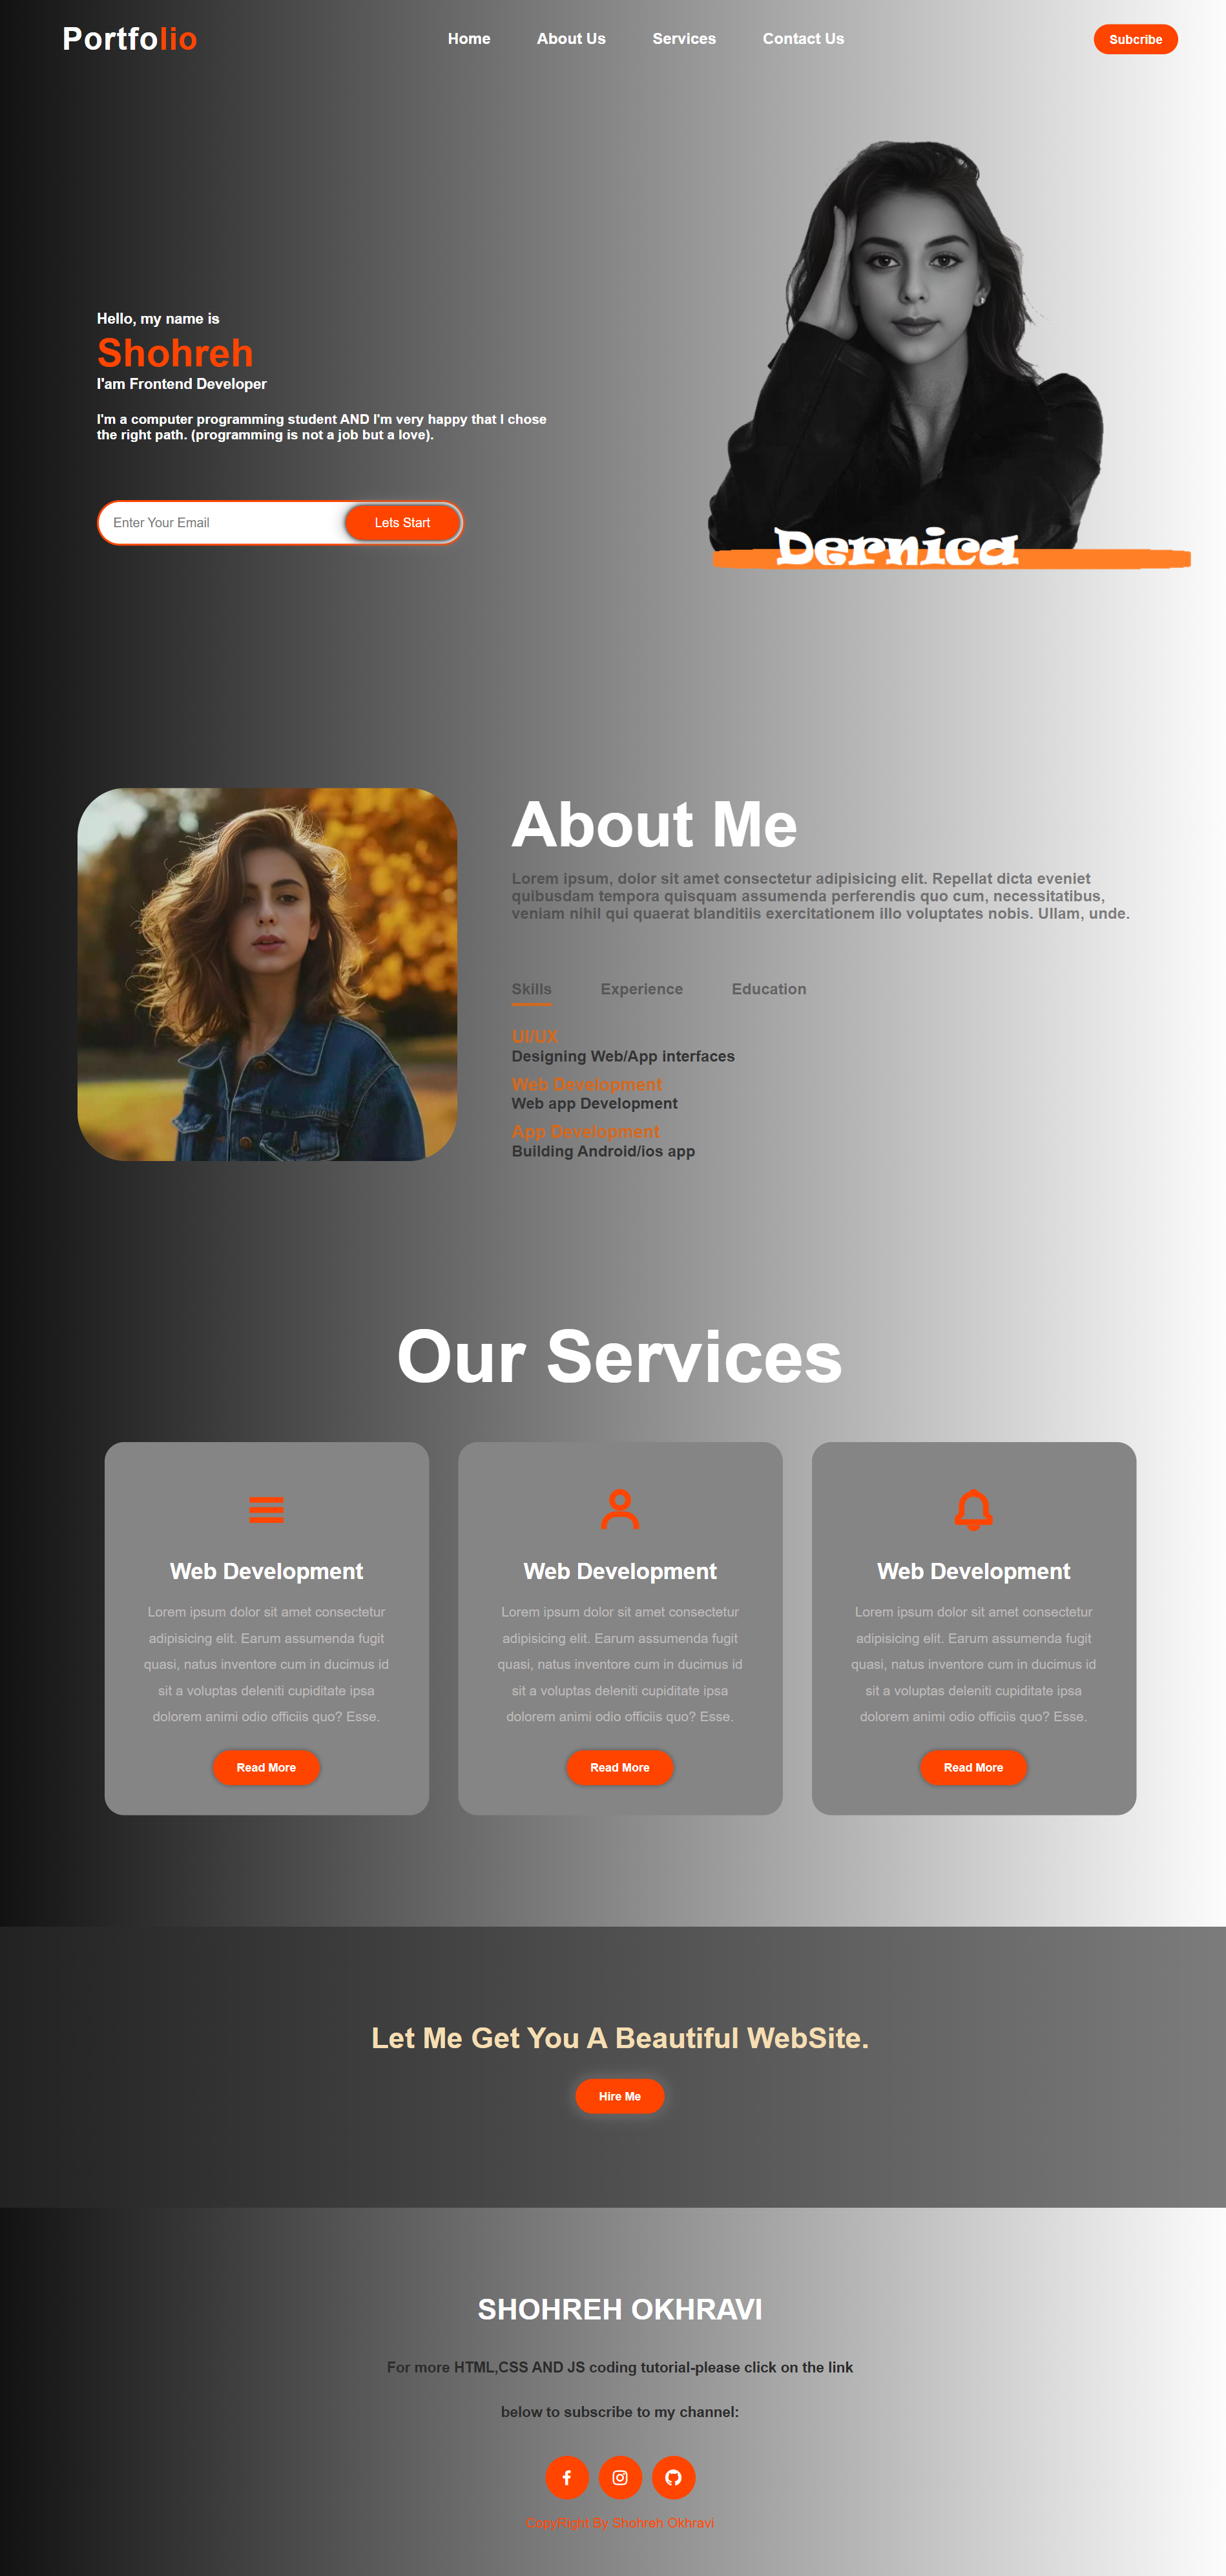 Portfolio
Home About Us Services Contact Us
Subcribe
Hello, my name is
Shohreh
I'am Frontend Developer
I'm a computer programming student AND I'm very happy that I chose
the right path. (programming is not a job but a love).
Enter Your Email
Lets Start
Dernica
About Me
Lorem ipsum, dolor sit amet consectetur adipisicing elit. Repellat dicta eveniet
quibusdam tempora quisquam assumenda perferendis quo cum, necessitatibus,
veniam nihil qui quaerat blanditiis exercitationem illo voluptates nobis. Ullam, unde.
Skills Experience Education
UI/UX
Designing Web/App interfaces
Web Development
Web app Development
App Development
Building Android/ios app
Our Services
Web Development
Lorem ipsum dolor sit amet consectetur
adipisicing elit. Earum assumenda fugit
quasi, natus inventore cum in ducimus id
sit a voluptas deleniti cupiditate ipsa
dolorem animi odio officiis quo? Esse.
Read More
Web Development
Lorem ipsum dolor sit amet consectetur
adipisicing elit. Earum assumenda fugit
quasi, natus inventore cum in ducimus id
sit a voluptas deleniti cupiditate ipsa
dolorem animi odio officiis quo? Esse.
Read More
Web Development
Lorem ipsum dolor sit amet consectetur
adipisicing elit. Earum assumenda fugit
quasi, natus inventore cum in ducimus id
sit a voluptas deleniti cupiditate ipsa
dolorem animi odio officiis quo? Esse.
Read More
Let Me Get You A Beautiful WebSite.
Hire Me
SHOHREH OKHRAVI
For more HTML,CSS AND JS coding tutorial-please click on the link
below to subscribe to my channel:
CopyRight By Shohreh Okhravi